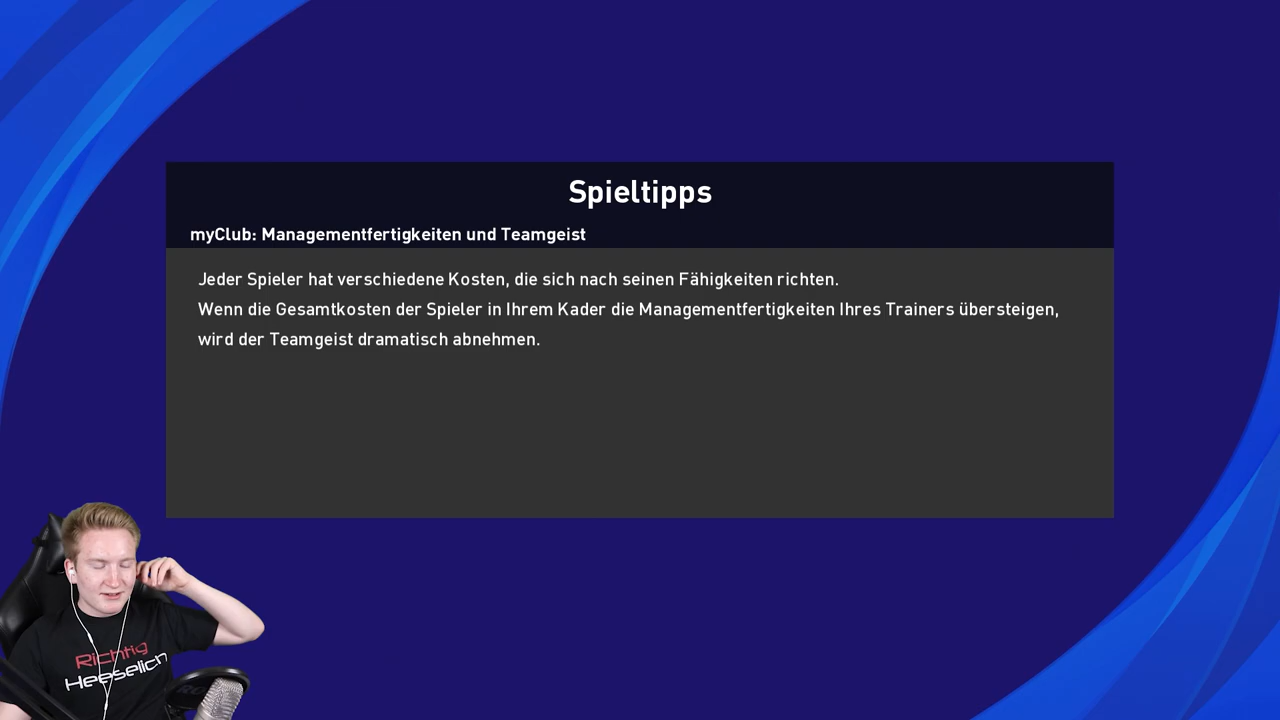 Spieltipps
myClub: Managementfertigkeiten und Teamgeist
Jeder Spieler hat verschiedene Kosten, die sich nach seinen Fähigkeiten richten.
Wenn die Gesamtkosten der Spieler in Ihrem Kader die Managementfertigkeiten Ihres Trainers übersteigen,
wird der Teamgeist dramatisch abnehmen.
Richtig
Heeselich